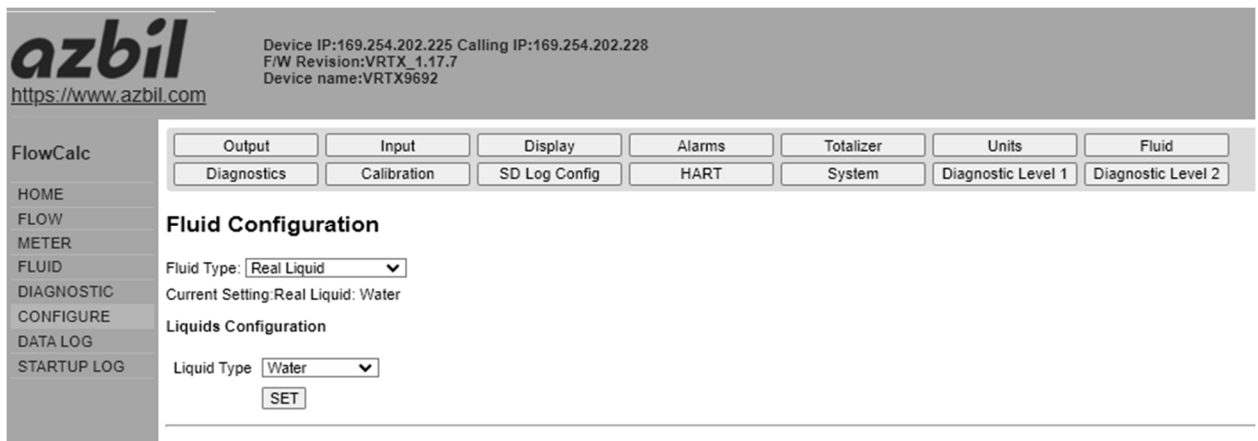 azbil
https://www.azbil.com
Device IP:169.254.202.225 Calling IP:169.254.202.228
F/W Revision:VRTX_1.17.7
Device name:VRTX9692
FlowCalc
HOME
FLOW
METER
FLUID
DIAGNOSTIC
CONFIGURE
DATA LOG
STARTUP LOG
Output Input Display Alarms Totalizer Units Fluid
Diagnostics Calibration SD Log Config HART System Diagnostic Level 1 Diagnostic Level 2
Fluid Configuration
Fluid Type: Real Liquid
Current Setting:Real Liquid: Water
Liquids Configuration
Liquid Type Water
SET